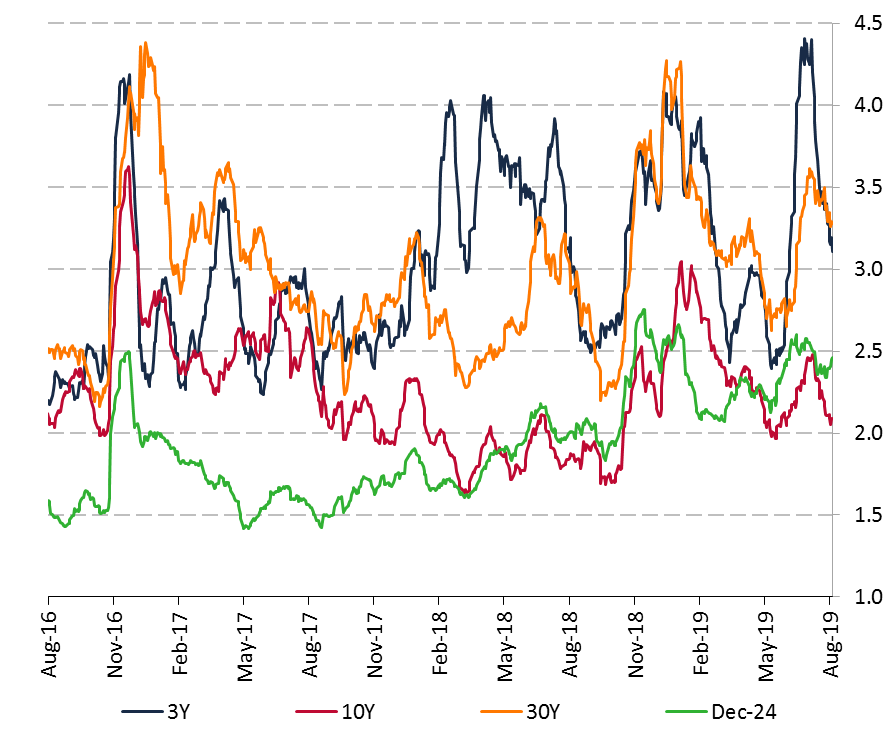 4.5
4.0
3.5
3.0
2.5
2.0
1.5
1.0
Aug-16
Nov-16
Feb-17
May-17
Aug-17
Nov-17
Feb-18
May-18
Aug-18
Nov-18
Feb-19
May-19
Aug-19
3Y 10Y 30Y Dec-24